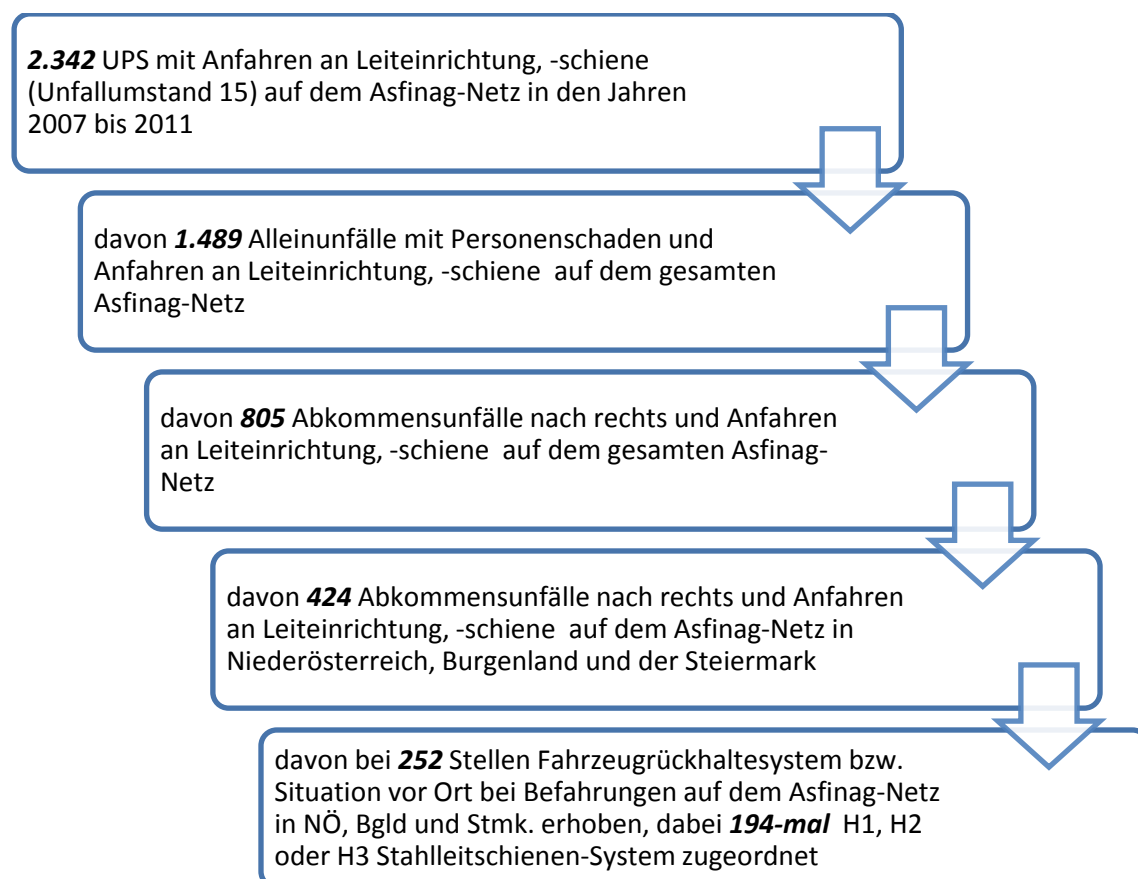 2.342 UPS mit Anfahren an Leiteinrichtung, -schiene
(Unfallumstand 15) auf dem Asfinag-Netz in den Jahren
2007 bis 2011
davon 1.489 Alleinunfälle mit Personenschaden und
Anfahren an Leiteinrichtung, -schiene auf dem gesamten
Asfinag-Netz
davon 805 Abkommensunfälle nach rechts und Anfahren
an Leiteinrichtung, -schiene auf dem gesamten Asfinag-
Netz
davon 424 Abkommensunfälle nach rechts und Anfahren
an Leiteinrichtung, -schiene auf dem Asfinag-Netz in
Niederösterreich, Burgenland und der Steiermark
davon bei 252 Stellen Fahrzeugrückhaltesystem bzw.
Situation vor Ort bei Befahrungen auf dem Asfinag-Netz
in NÖ, Bgld und Stmk. erhoben, dabei 194-mal H1, H2
oder H3 Stahlleitschienen-System zugeordnet